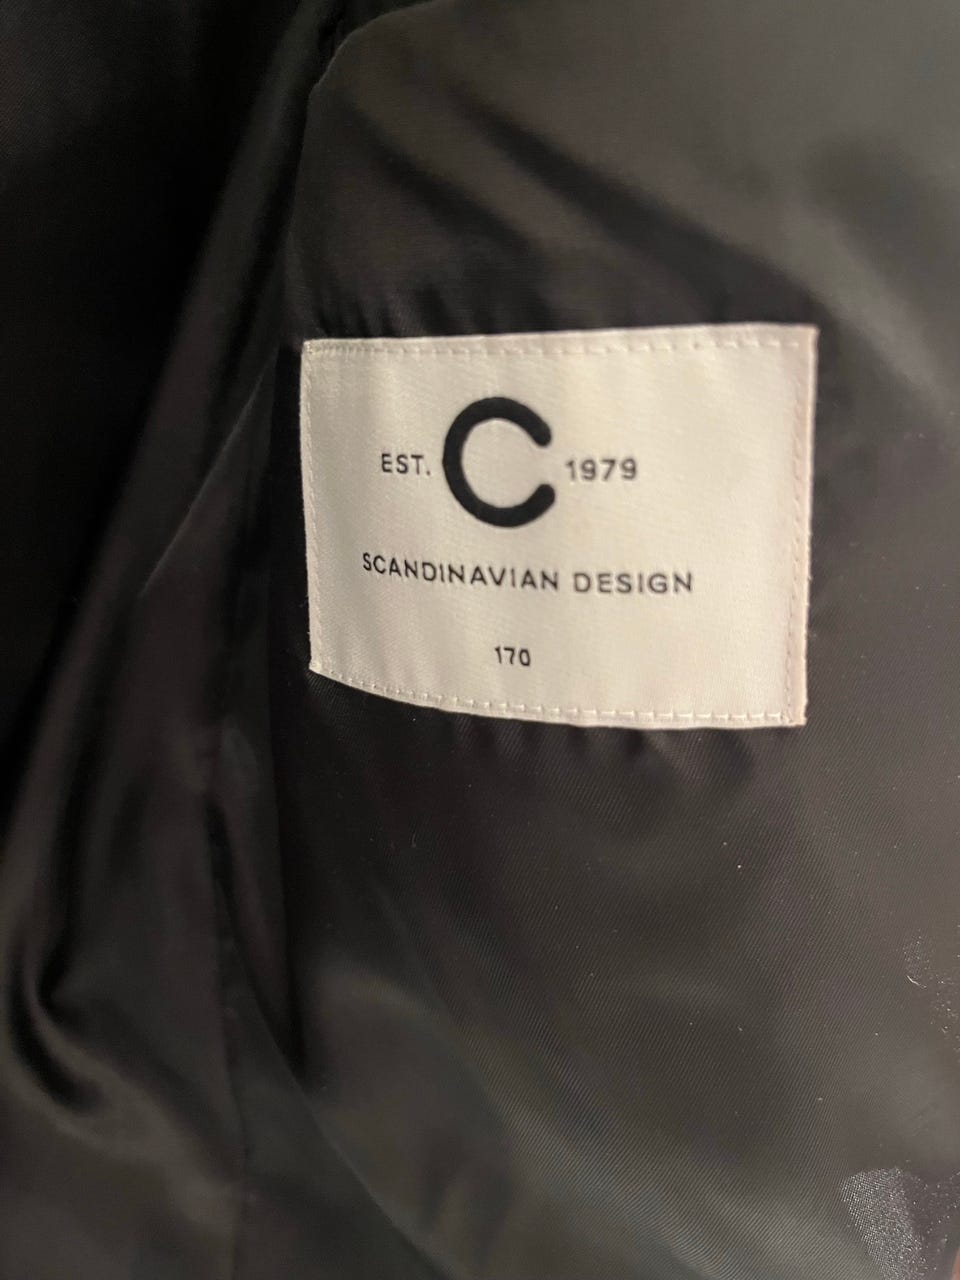 EST. C 1979
SCANDINAVIAN DESIGN
170